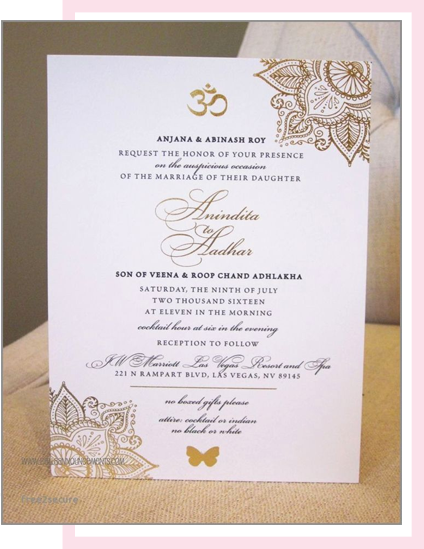 ॐ
ANJANA & ABINASH ROY
REQUEST THE HONOR OF YOUR PRESENCE
on the auspicious occasion
OF THE MARRIAGE OF THEIR DAUGHTER
Anindita
to
Aadhar
SON OF VEENA & ROOP CHAND ADHLAKHA
SATURDAY, THE NINTH OF JULY
TWO THOUSAND SIXTEEN
AT ELEVEN IN THE MORNING
cocktail hour at six in the evening
RECEPTION TO FOLLOW
JW Marriott Las Vegas Resort and Spa
221 N RAMPART BLVD, LAS VEGAS, NV 89145
no boxed gifts please
attire: cocktail or indian
no black or white
free2secure